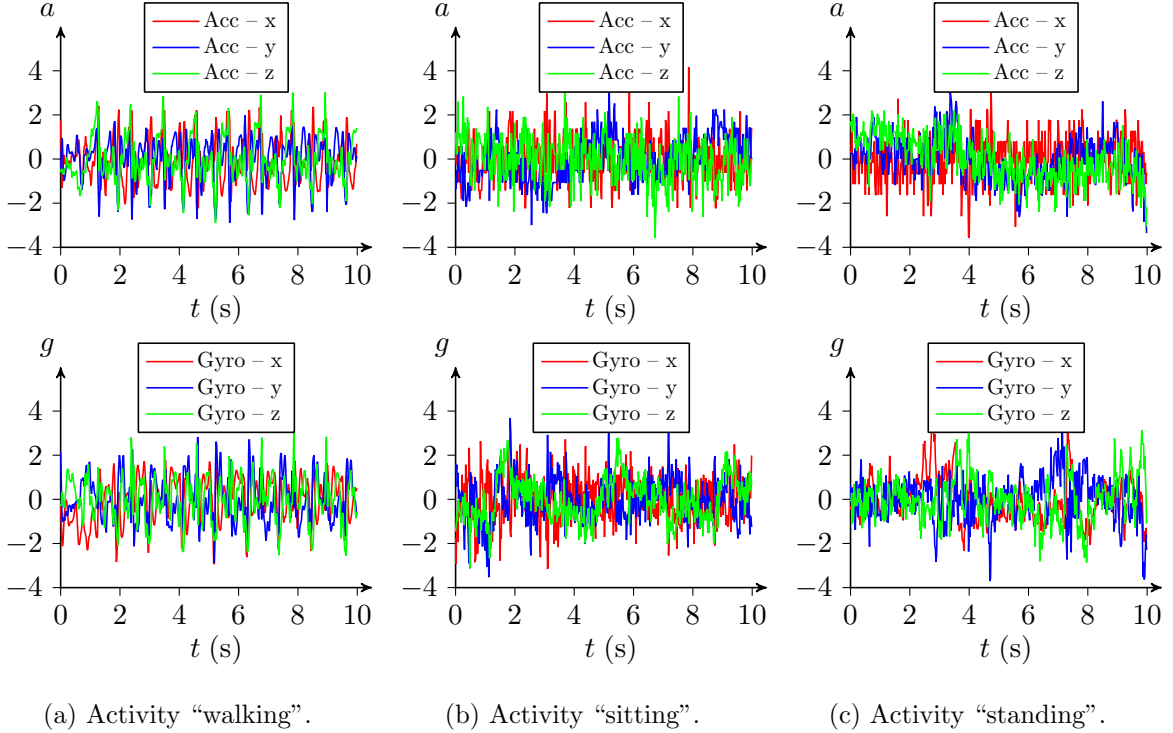 a
Acc – x
Acc – y
Acc – z
4
2
0
−2
−4
0 2 4 6 8 10
t (s)
a
Acc – x
Acc – y
Acc – z
4
2
0
−2
−4
0 2 4 6 8 10
t (s)
a
Acc – x
Acc – y
Acc – z
4
2
0
−2
−4
0 2 4 6 8 10
t (s)
g
Gyro – x
Gyro – y
Gyro – z
4
2
0
−2
−4
0 2 4 6 8 10
t (s)
g
Gyro – x
Gyro – y
Gyro – z
4
2
0
−2
−4
0 2 4 6 8 10
t (s)
g
Gyro – x
Gyro – y
Gyro – z
4
2
0
−2
−4
0 2 4 6 8 10
t (s)
(a) Activity “walking”.
(b) Activity “sitting”.
(c) Activity “standing”.